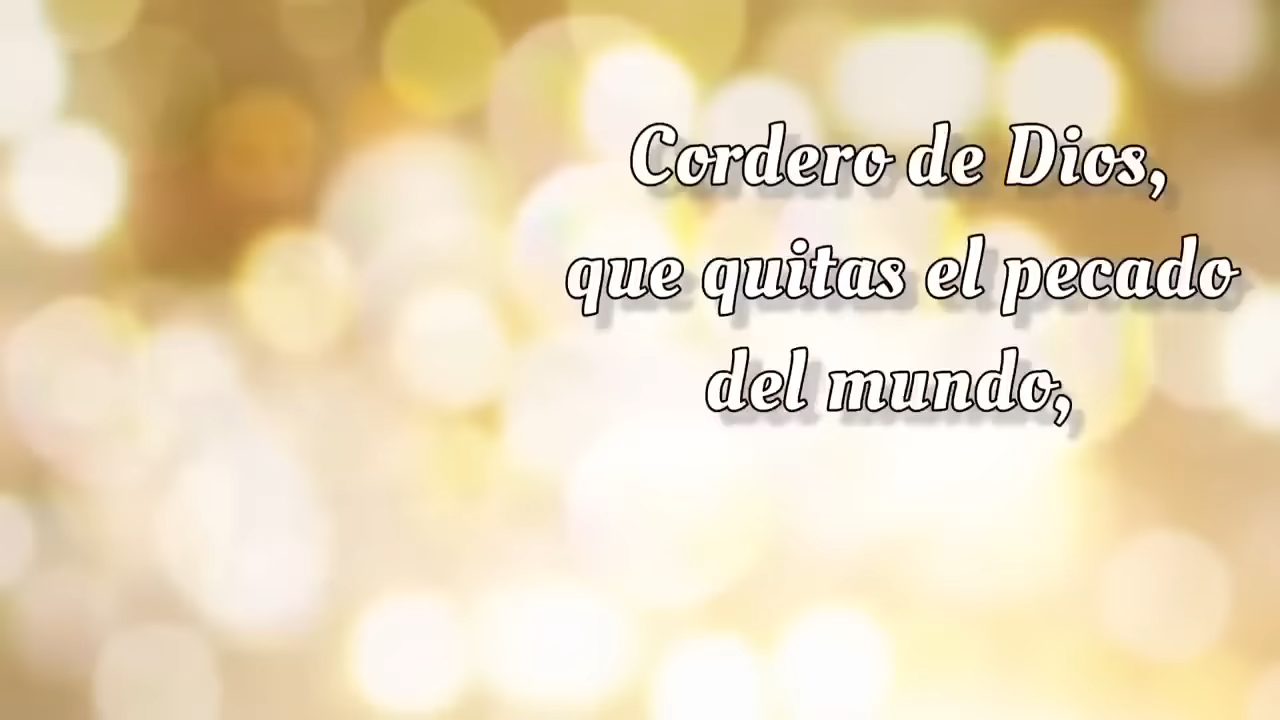 Cordero de Dios,
que quitas el pecado
del mundo,